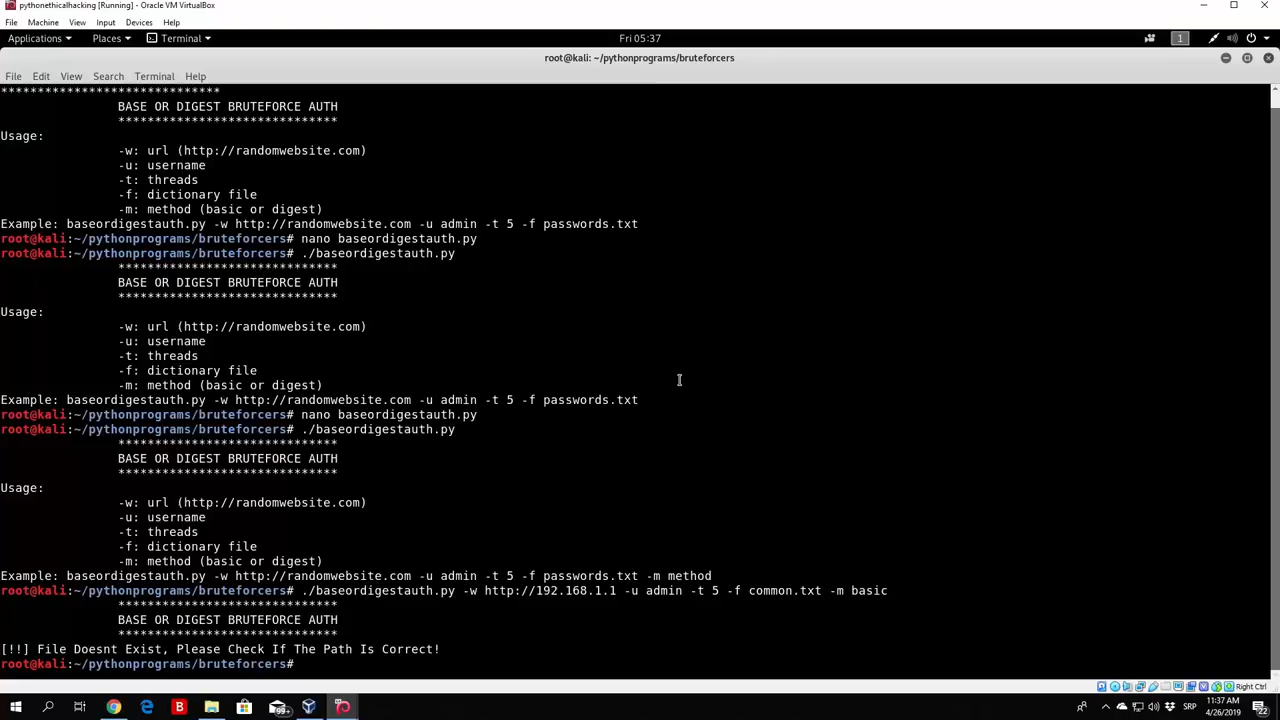 pythonethicalhacking [Running] - Oracle VM VirtualBox
File Machine View Input Devices Help
Applications Places Terminal Fri 05:37 1
root@kali: ~/pythonprograms/bruteforcers
File Edit View Search Terminal Help
******************************
BASE OR DIGEST BRUTEFORCE AUTH
******************************
Usage:
-w: url (http://randomwebsite.com)
-u: username
-t: threads
-f: dictionary file
-m: method (basic or digest)
Example: baseordigestauth.py -w http://randomwebsite.com -u admin -t 5 -f passwords.txt
root@kali:~/pythonprograms/bruteforcers# nano baseordigestauth.py
root@kali:~/pythonprograms/bruteforcers# ./baseordigestauth.py
******************************
BASE OR DIGEST BRUTEFORCE AUTH
******************************
Usage:
-w: url (http://randomwebsite.com)
-u: username
-t: threads
-f: dictionary file
-m: method (basic or digest)
Example: baseordigestauth.py -w http://randomwebsite.com -u admin -t 5 -f passwords.txt
root@kali:~/pythonprograms/bruteforcers# nano baseordigestauth.py
root@kali:~/pythonprograms/bruteforcers# ./baseordigestauth.py
******************************
BASE OR DIGEST BRUTEFORCE AUTH
******************************
Usage:
-w: url (http://randomwebsite.com)
-u: username
-t: threads
-f: dictionary file
-m: method (basic or digest)
Example: baseordigestauth.py -w http://randomwebsite.com -u admin -t 5 -f passwords.txt -m method
root@kali:~/pythonprograms/bruteforcers# ./baseordigestauth.py -w http://192.168.1.1 -u admin -t 5 -f common.txt -m basic
******************************
BASE OR DIGEST BRUTEFORCE AUTH
******************************
[!!] File Doesnt Exist, Please Check If The Path Is Correct!
root@kali:~/pythonprograms/bruteforcers#
Right Ctrl
B 99+ SRP 11:37 AM
4/26/2019 22